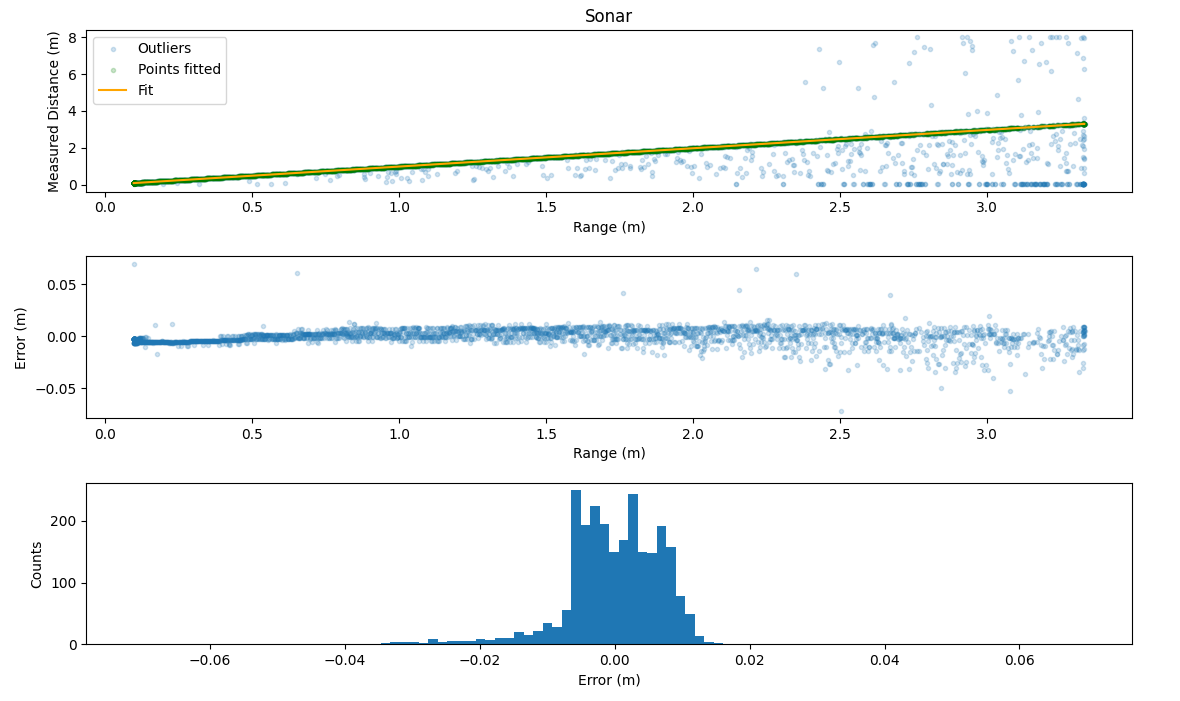 Sonar
Measured Distance (m)
8
6
4
2
0
Outliers
Points fitted
Fit
0.0 0.5 1.0 1.5 2.0 2.5 3.0
Range (m)
Error (m)
0.05
0.00
−0.05
0.0 0.5 1.0 1.5 2.0 2.5 3.0
Range (m)
Counts
200
100
0
−0.06 −0.04 −0.02 0.00 0.02 0.04 0.06
Error (m)